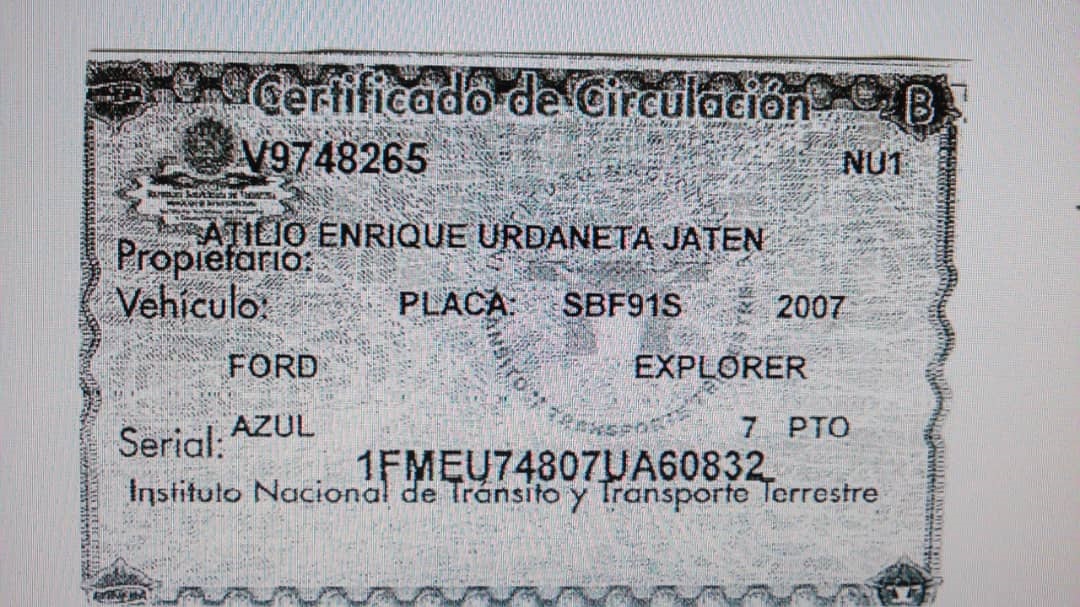 Certificado de Circulación B
V9748265 NU1
ATILIO ENRIQUE URDANETA JATEN
Propietario:
Vehículo: PLACA: SBF91S 2007
FORD EXPLORER
AZUL 7 PTO
Serial:
1FMEU74807UA60832
Instituto Nacional de Tránsito y Transporte Terrestre